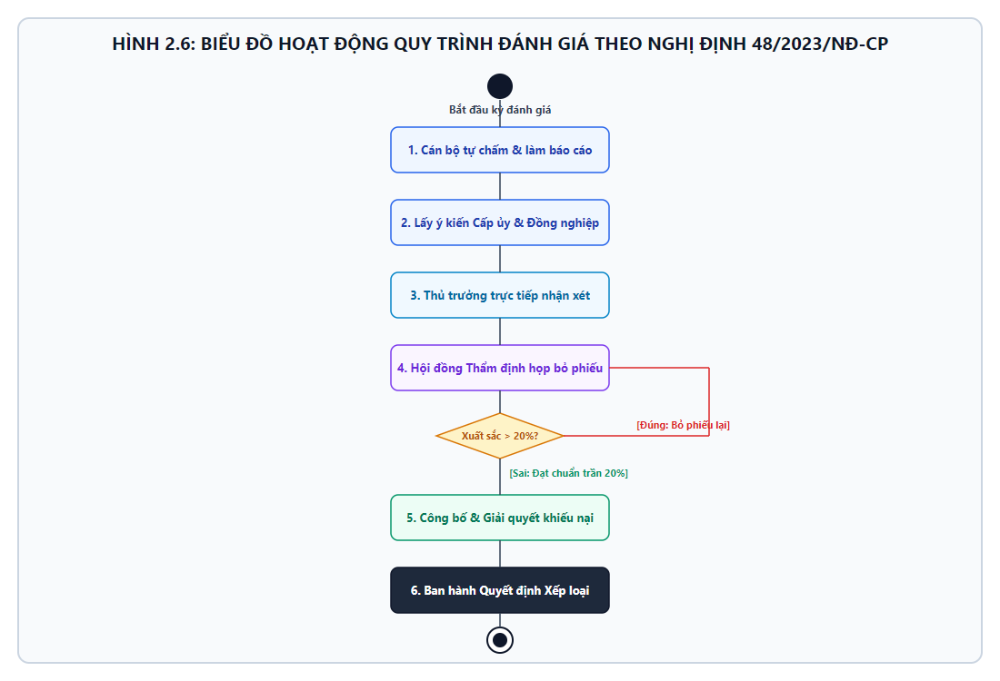 HÌNH 2.6: BIỂU ĐỒ HOẠT ĐỘNG QUY TRÌNH ĐÁNH GIÁ THEO NGHỊ ĐỊNH 48/2023/NĐ-CP
Bắt đầu kỳ đánh giá
1. Cán bộ tự chấm & làm báo cáo
2. Lấy ý kiến Cấp ủy & Đồng nghiệp
3. Thủ trưởng trực tiếp nhận xét
4. Hội đồng Thẩm định họp bỏ phiếu
[Đúng: Bỏ phiếu lại]
Xuất sắc > 20%?
[Sai: Đạt chuẩn trần 20%]
5. Công bố & Giải quyết khiếu nại
6. Ban hành Quyết định Xếp loại